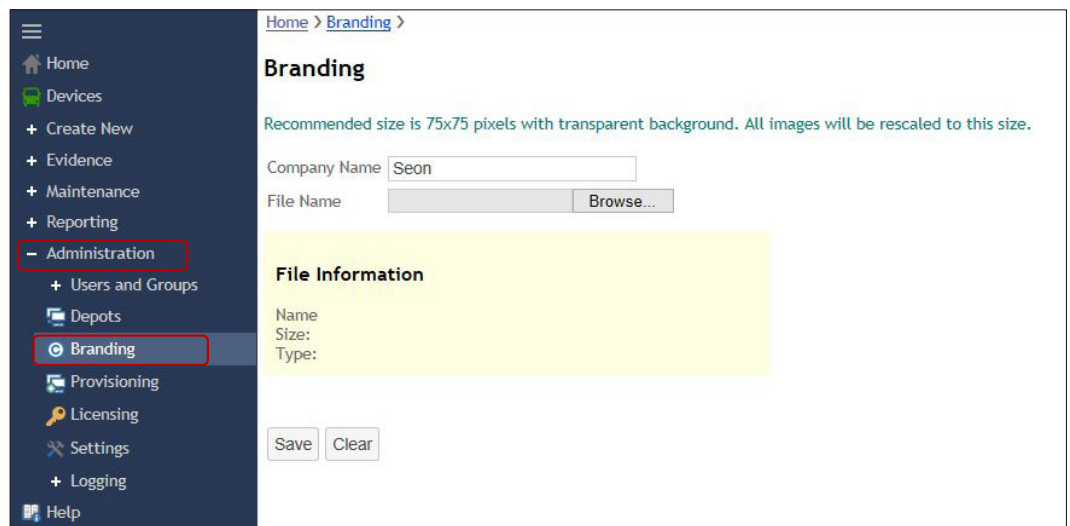 Home
Devices
+ Create New
+ Evidence
+ Maintenance
+ Reporting
− Administration
+ Users and Groups
Depots
Branding
Provisioning
Licensing
Settings
+ Logging
Help
Home > Branding >
Branding
Recommended size is 75x75 pixels with transparent background. All images will be rescaled to this size.
Company Name Seon
File Name Browse...
File Information
Name
Size:
Type:
Save Clear